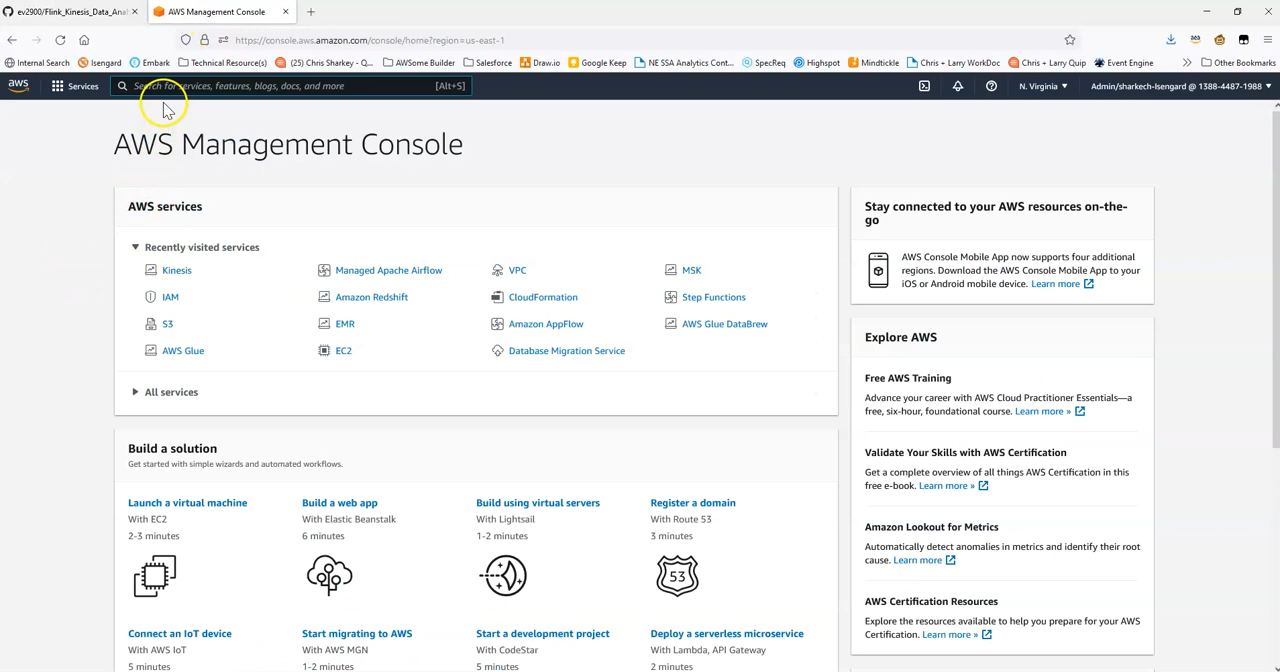 ev2900/Flink_Kinesis_Data_Anal
AWS Management Console
https://console.aws.amazon.com/console/home?region=us-east-1
Internal Search
Isengard
Embark
Technical Resource(s)
(25) Chris Sharkey - Q...
AWSome Builder
Salesforce
Draw.io
Google Keep
NE SSA Analytics Cont...
SpecReq
Highspot
Mindtickle
Chris + Larry WorkDoc
Chris + Larry Quip
Event Engine
Other Bookmarks
aws
Services
Search for services, features, blogs, docs, and more
[Alt+S]
N. Virginia
Admin/sharkech-Isengard @ 1388-4487-1988
AWS Management Console
AWS services
Recently visited services
Kinesis
Managed Apache Airflow
VPC
MSK
IAM
Amazon Redshift
CloudFormation
Step Functions
S3
EMR
Amazon AppFlow
AWS Glue DataBrew
AWS Glue
EC2
Database Migration Service
All services
Build a solution
Get started with simple wizards and automated workflows.
Launch a virtual machine
With EC2
2-3 minutes
Build a web app
With Elastic Beanstalk
6 minutes
Build using virtual servers
With Lightsail
1-2 minutes
Register a domain
With Route 53
3 minutes
53
Connect an IoT device
With AWS IoT
5 minutes
Start migrating to AWS
With AWS MGN
1-2 minutes
Start a development project
With CodeStar
5 minutes
Deploy a serverless microservice
With Lambda, API Gateway
2 minutes
Stay connected to your AWS resources on-the-
go
AWS Console Mobile App now supports four additional
regions. Download the AWS Console Mobile App to your
iOS or Android mobile device. Learn more
Explore AWS
Free AWS Training
Advance your career with AWS Cloud Practitioner Essentials—a
free, six-hour, foundational course. Learn more »
Validate Your Skills with AWS Certification
Get a complete overview of all things AWS Certification in this
free e-book. Learn more »
Amazon Lookout for Metrics
Automatically detect anomalies in metrics and identify their root
cause. Learn more
AWS Certification Resources
Explore the resources available to help you prepare for your AWS
Certification. Learn more »